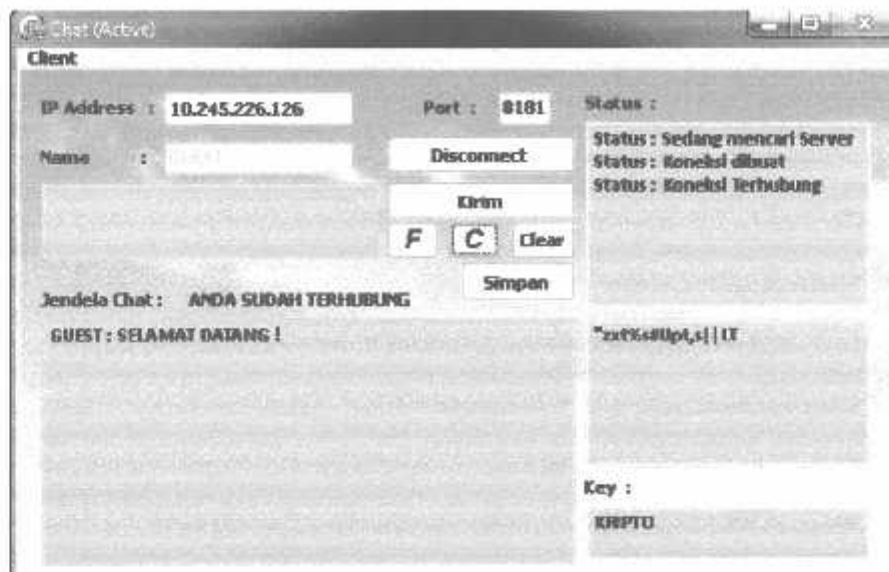 Chat (Active)
Client
IP Address : 10.245.226.126
Port : 8181
Status :
Status : Sedang mencari Server
Status : Koneksi dibuat
Status : Koneksi Terhubung
Name :
Disconnect
Kirim
F C Clear
Simpan
Jendela Chat : ANDA SUDAH TERHUBUNG
GUEST : SELAMAT DATANG !
Key :
KRIPTO